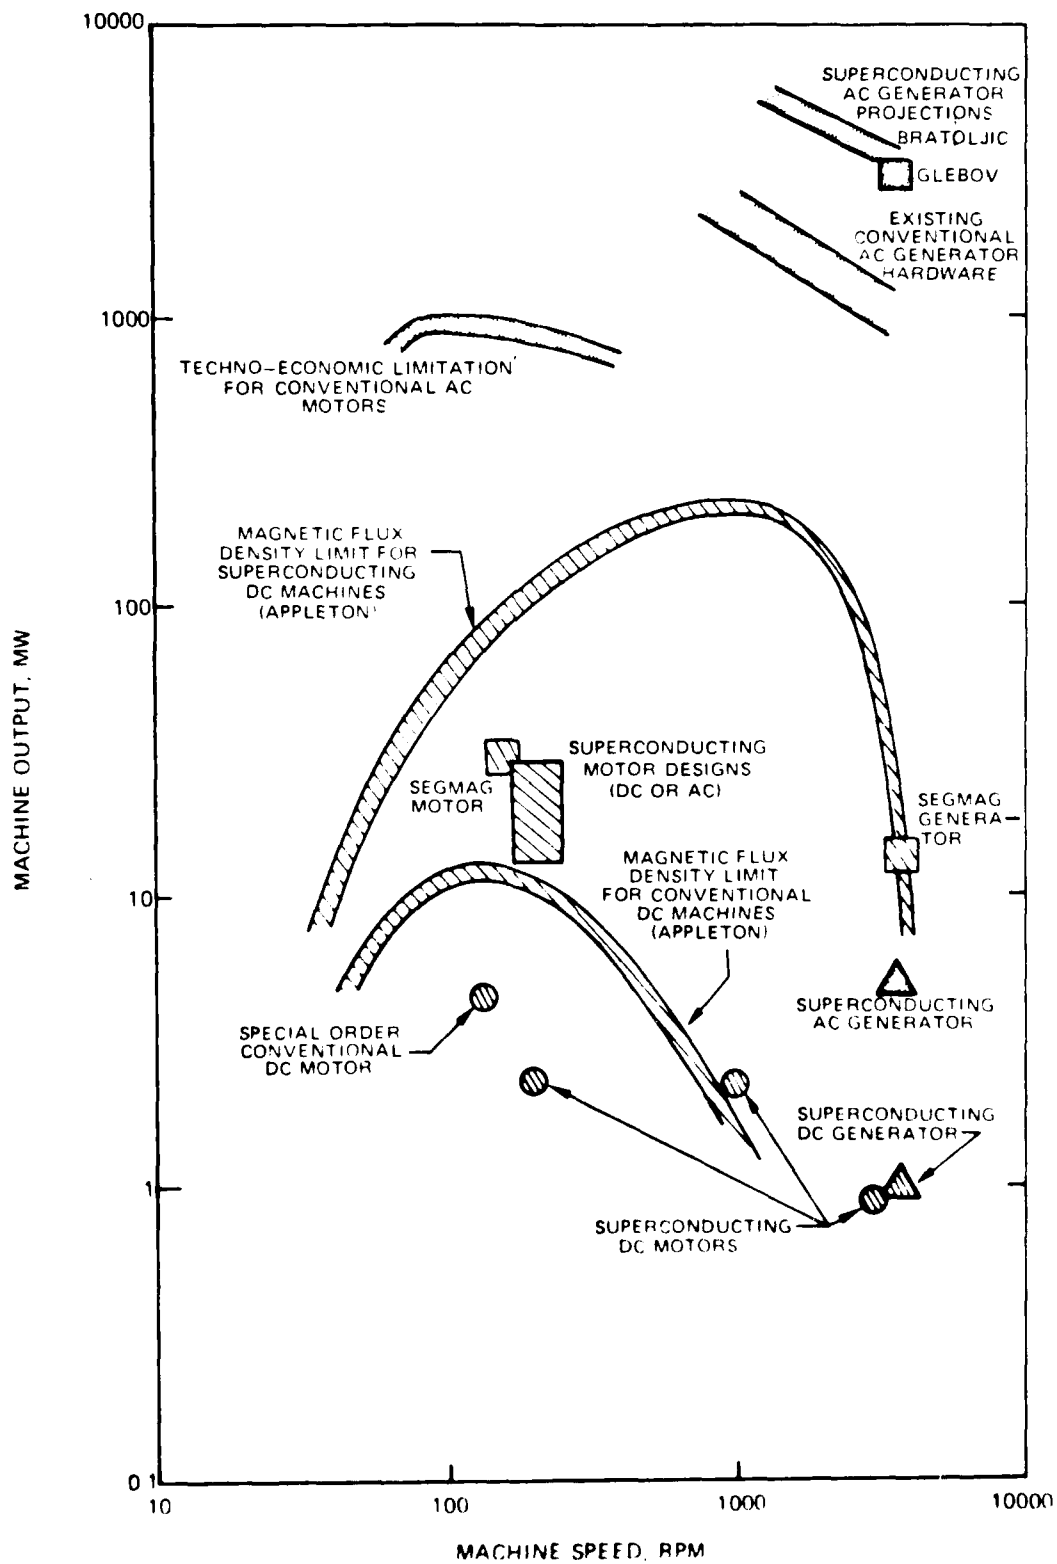 10000
SUPERCONDUCTING
AC GENERATOR
PROJECTIONS
BRATOLJIC
GLEBOV
EXISTING
CONVENTIONAL
AC GENERATOR
HARDWARE
1000
TECHNO-ECONOMIC LIMITATION
FOR CONVENTIONAL AC
MOTORS
MAGNETIC FLUX
DENSITY LIMIT FOR
SUPERCONDUCTING
DC MACHINES
(APPLETON)
100
MACHINE OUTPUT, MW
SUPERCONDUCTING
MOTOR DESIGNS
(DC OR AC)
SEGMAG
MOTOR
SEGMAG
GENERA-
TOR
MAGNETIC FLUX
DENSITY LIMIT
FOR CONVENTIONAL
DC MACHINES
(APPLETON)
10
SUPERCONDUCTING
AC GENERATOR
SPECIAL ORDER
CONVENTIONAL
DC MOTOR
SUPERCONDUCTING
DC GENERATOR
1
SUPERCONDUCTING
DC MOTORS
0 1
10
100
1000
10000
MACHINE SPEED, RPM